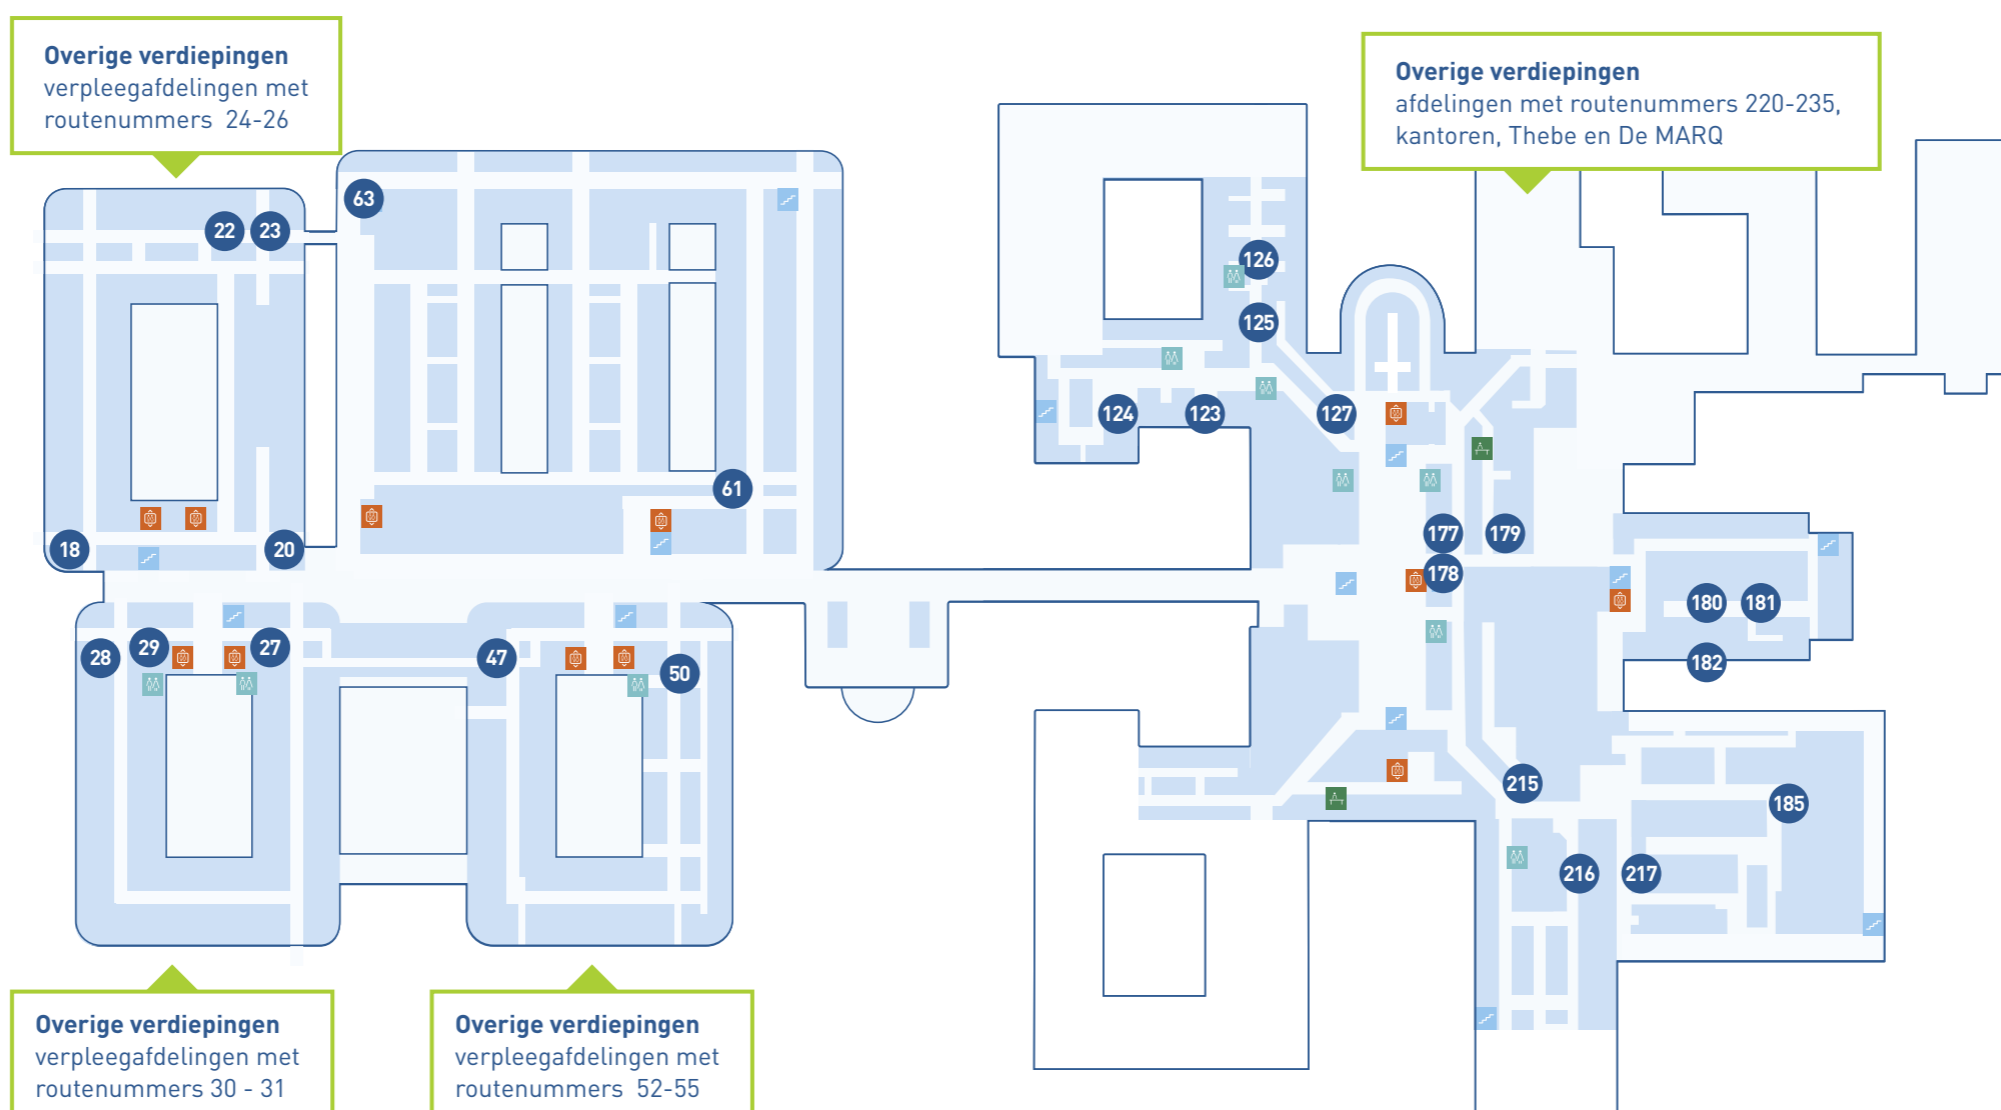 Overige verdiepingen
verpleegafdelingen met
routenummers 24-26
Overige verdiepingen
afdelingen met routenummers 220-235,
kantoren, Thebe en De MARQ
63
22
23
126
125
124
123
127
61
18
20
177
179
178
180
181
182
28
29
27
47
50
215
185
216
217
Overige verdiepingen
verpleegafdelingen met
routenummers 30 - 31
Overige verdiepingen
verpleegafdelingen met
routenummers 52-55